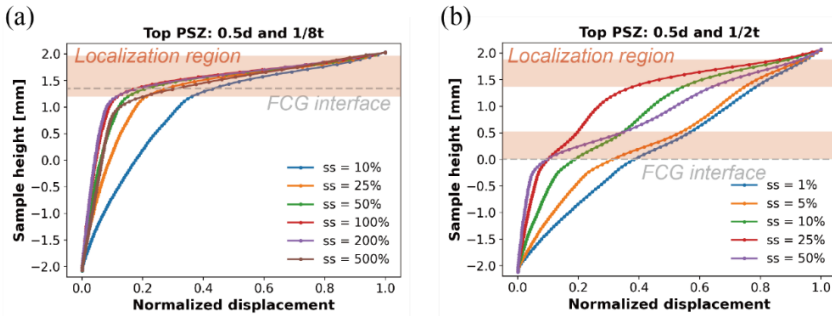 (a)
Top PSZ: 0.5d and 1/8t
Localization region
FCG interface
Sample height [mm]
2.0
1.5
1.0
0.5
0.0
−0.5
−1.0
−1.5
−2.0
ss = 10%
ss = 25%
ss = 50%
ss = 100%
ss = 200%
ss = 500%
0.0 0.2 0.4 0.6 0.8 1.0
Normalized displacement
(b)
Top PSZ: 0.5d and 1/2t
Localization region
FCG interface
Sample height [mm]
2.0
1.5
1.0
0.5
0.0
−0.5
−1.0
−1.5
−2.0
ss = 1%
ss = 5%
ss = 10%
ss = 25%
ss = 50%
0.0 0.2 0.4 0.6 0.8 1.0
Normalized displacement